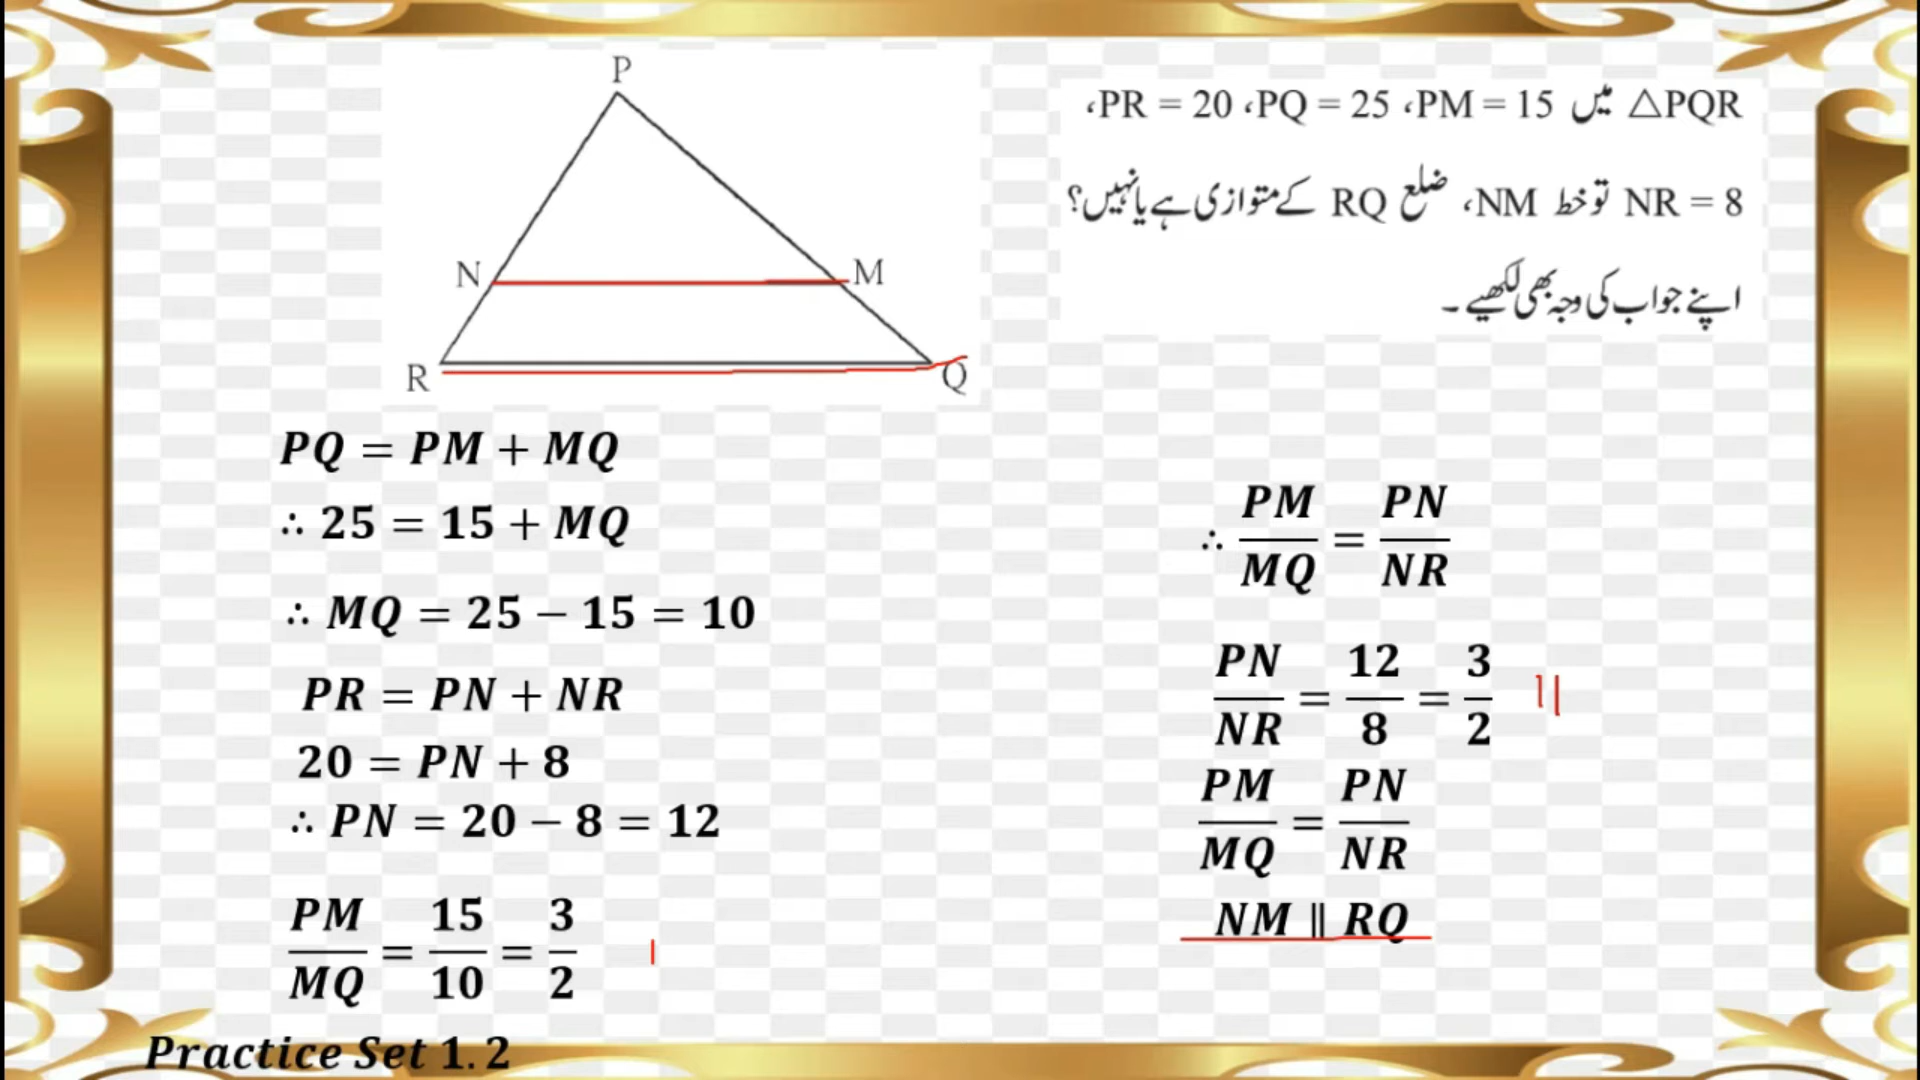 P
N
M
R
Q
△PQR میں PM = 15، PQ = 25، PR = 20،
NR = 8 تو خط NM، ضلع RQ کے متوازی ہے یا نہیں؟
اپنے جواب کی وجہ بھی لکھیے ۔
PQ = PM + MQ
∴ 25 = 15 + MQ
∴ MQ = 25 − 15 = 10
PR = PN + NR
20 = PN + 8
∴ PN = 20 − 8 = 12
PM/MQ = 15/10 = 3/2 I
∴ PM/MQ = PN/NR
PN/NR = 12/8 = 3/2 II
PM/MQ = PN/NR
NM ∥ RQ
Practice Set 1.2